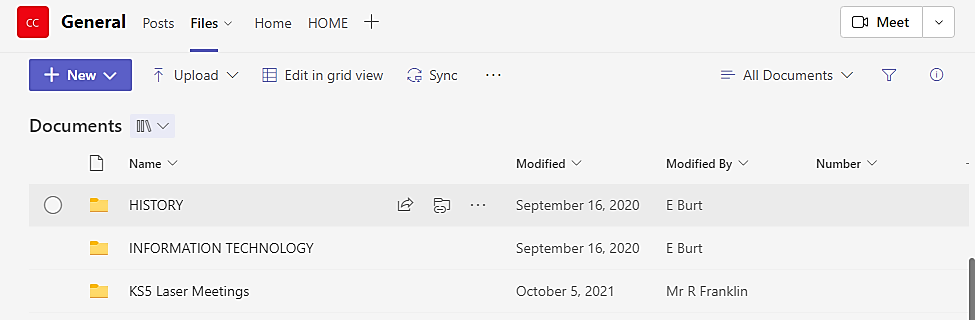 CC General Posts Files Home HOME Meet
New Upload Edit in grid view Sync ... All Documents
Documents
Name Modified Modified By Number
HISTORY ... September 16, 2020 E Burt
INFORMATION TECHNOLOGY September 16, 2020 E Burt
KS5 Laser Meetings October 5, 2021 Mr R Franklin